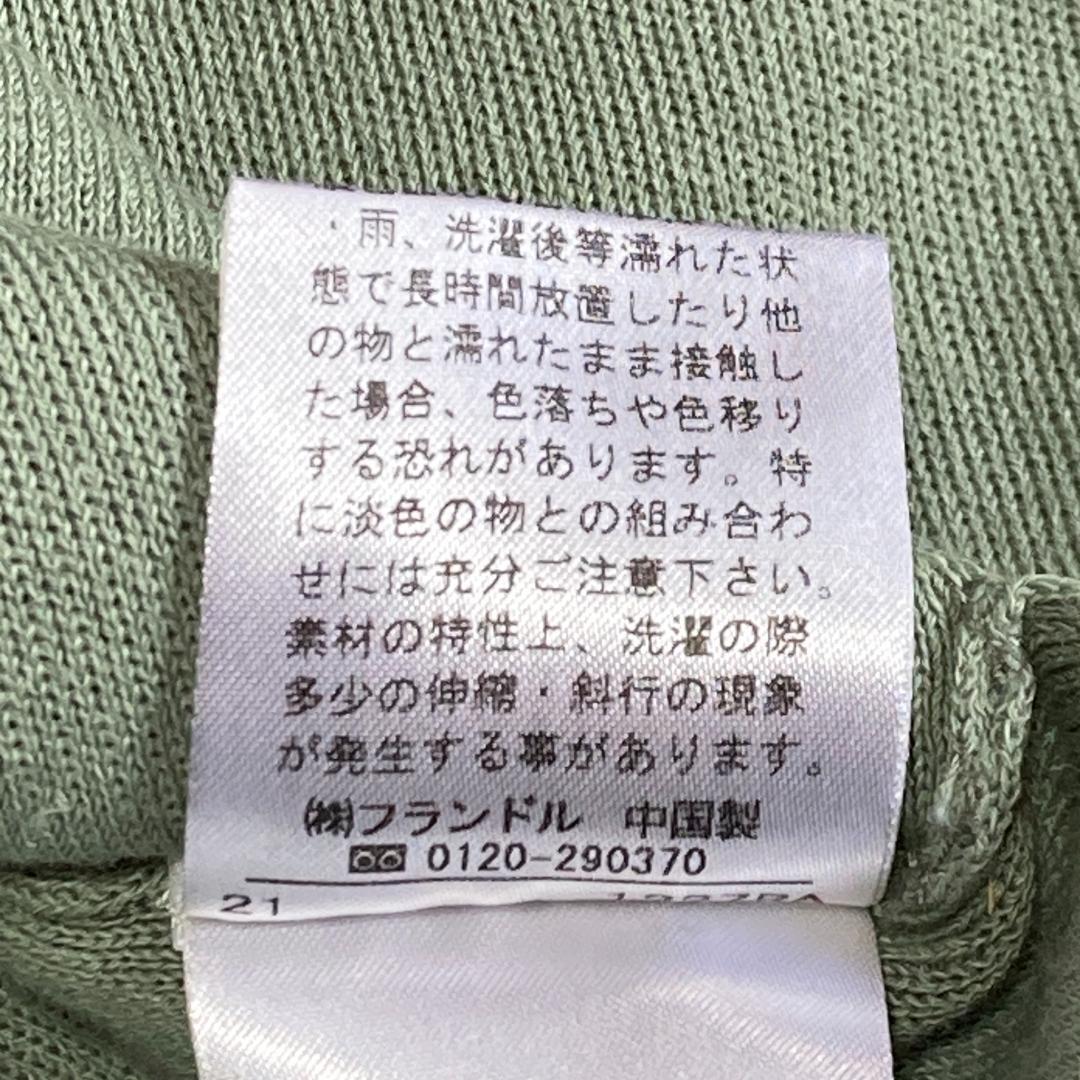 ・雨、洗濯後等濡れた状
態で長時間放置したり他
の物と濡れたまま接触し
た場合、色落ちや色移り
する恐れがあります。特
に淡色の物との組み合わ
せには充分ご注意下さい。
素材の特性上、洗濯の際
多少の伸縮・斜行の現象
が発生する事があります。
㈱フランドル 中国製
0120-290370
21